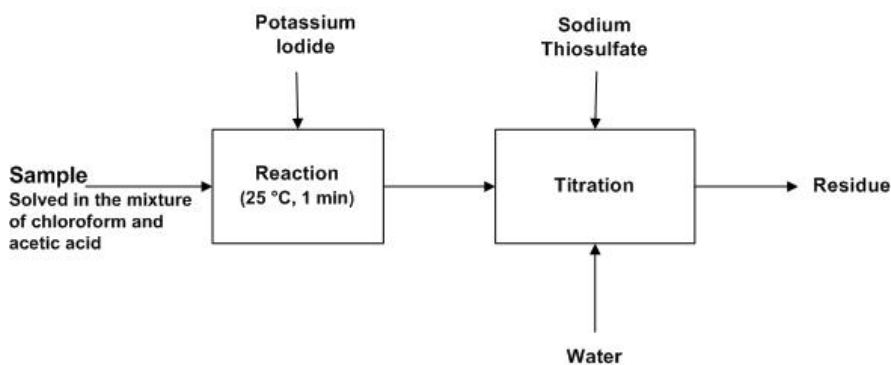 Potassium
Iodide
Sodium
Thiosulfate
Sample
Solved in the mixture
of chloroform and
acetic acid
Reaction
(25 °C, 1 min)
Titration
Residue
Water